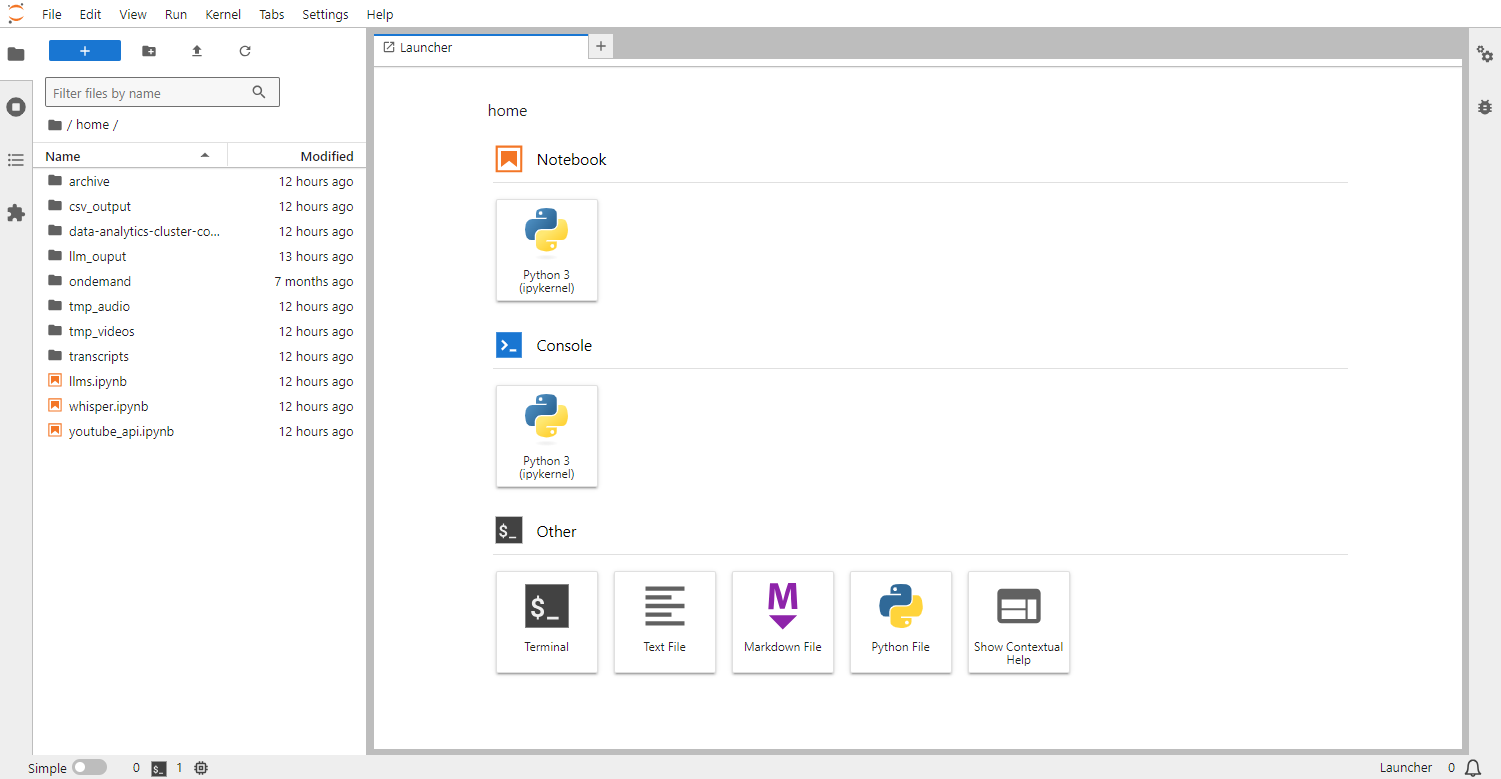 File Edit View Run Kernel Tabs Settings Help
Launcher
Filter files by name
/ home /
Name Modified
archive 12 hours ago
csv_output 12 hours ago
data-analytics-cluster-co... 12 hours ago
llm_ouput 13 hours ago
ondemand 7 months ago
tmp_audio 12 hours ago
tmp_videos 12 hours ago
transcripts 12 hours ago
llms.ipynb 12 hours ago
whisper.ipynb 12 hours ago
youtube_api.ipynb 12 hours ago
home
Notebook
Python 3
(ipykernel)
Console
Python 3
(ipykernel)
$_ Other
$_
Terminal
Text File
M
Markdown File
Python File
Show Contextual
Help
Simple 0 $_ 1 Launcher 0